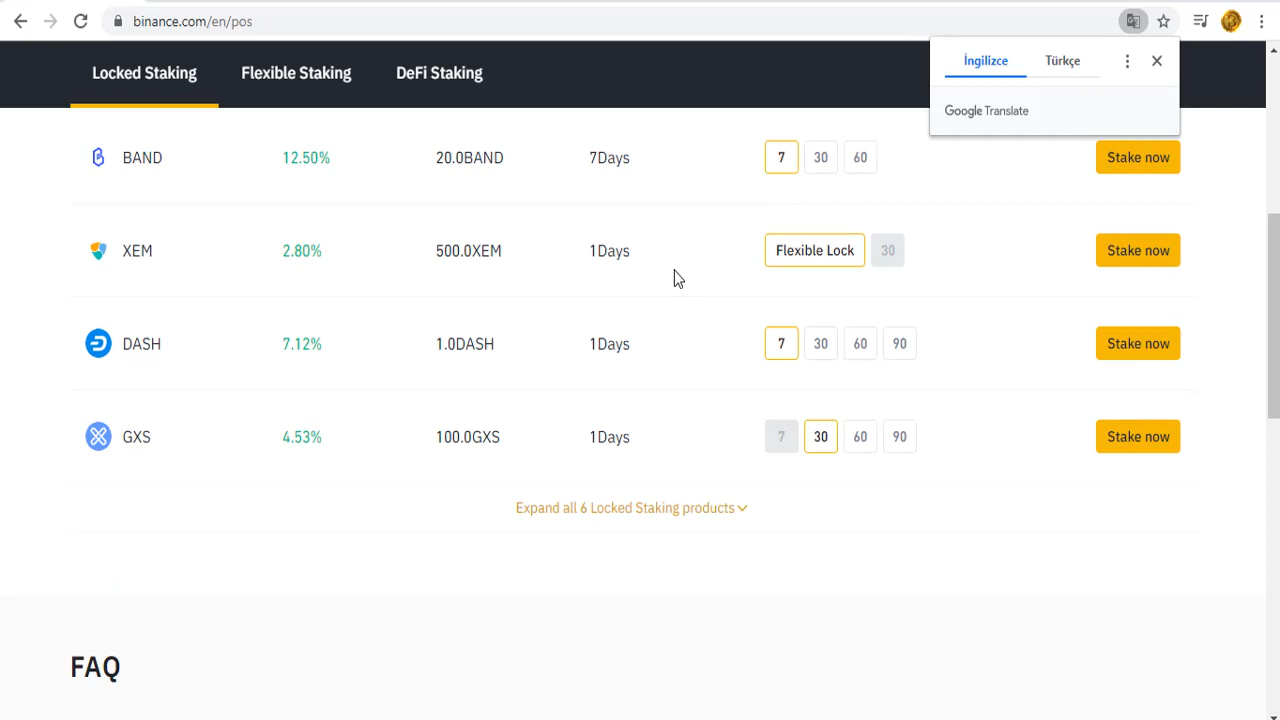 binance.com/en/pos
Locked Staking Flexible Staking DeFi Staking
İngilizce Türkçe
Google Translate
BAND 12.50% 20.0BAND 7Days 7 30 60 Stake now
XEM 2.80% 500.0XEM 1Days Flexible Lock 30 Stake now
DASH 7.12% 1.0DASH 1Days 7 30 60 90 Stake now
GXS 4.53% 100.0GXS 1Days 7 30 60 90 Stake now
Expand all 6 Locked Staking products
FAQ